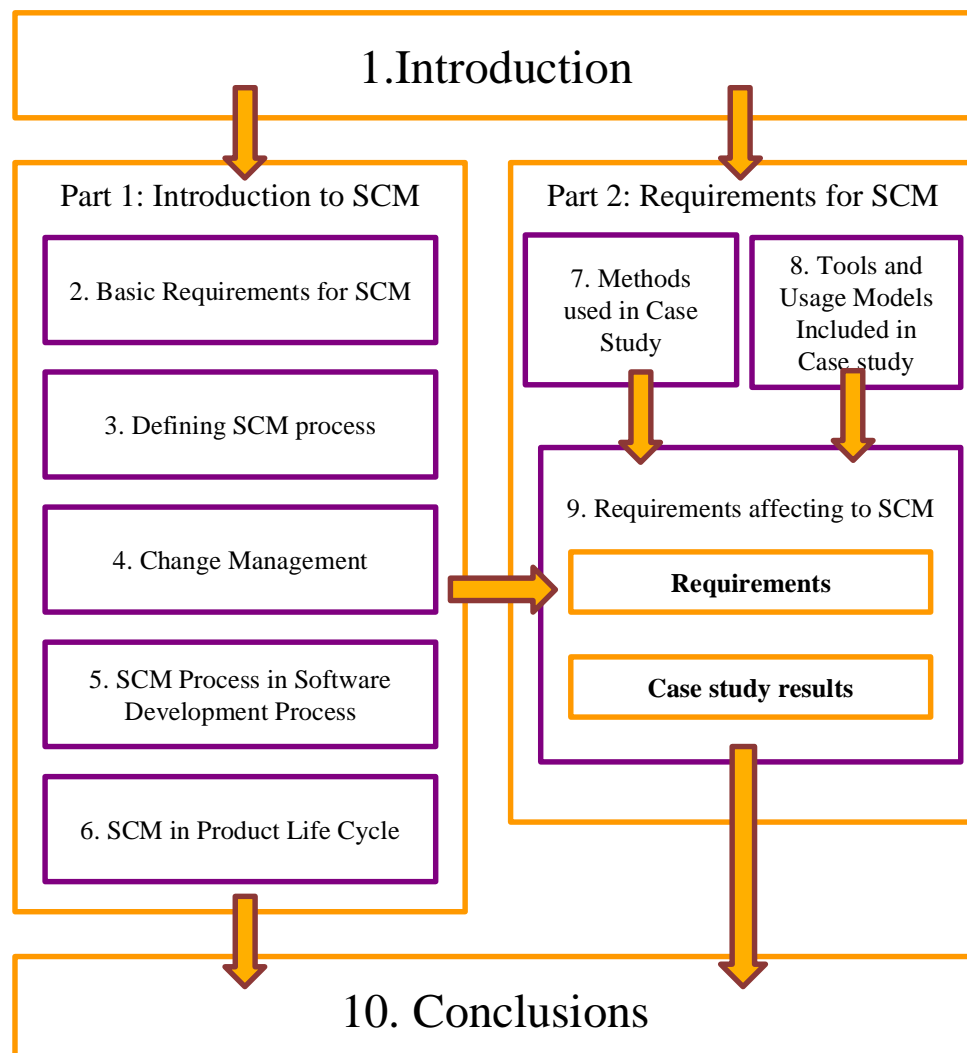 1.Introduction
Part 1: Introduction to SCM
2. Basic Requirements for SCM
3. Defining SCM process
4. Change Management
5. SCM Process in Software
Development Process
6. SCM in Product Life Cycle
Part 2: Requirements for SCM
7. Methods
used in Case
Study
8. Tools and
Usage Models
Included in
Case study
9. Requirements affecting to SCM
Requirements
Case study results
10. Conclusions